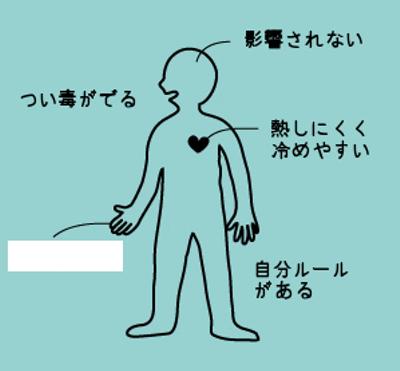 影響されない
つい毒がでる
熱しにくく
冷めやすい
自分ルール
がある